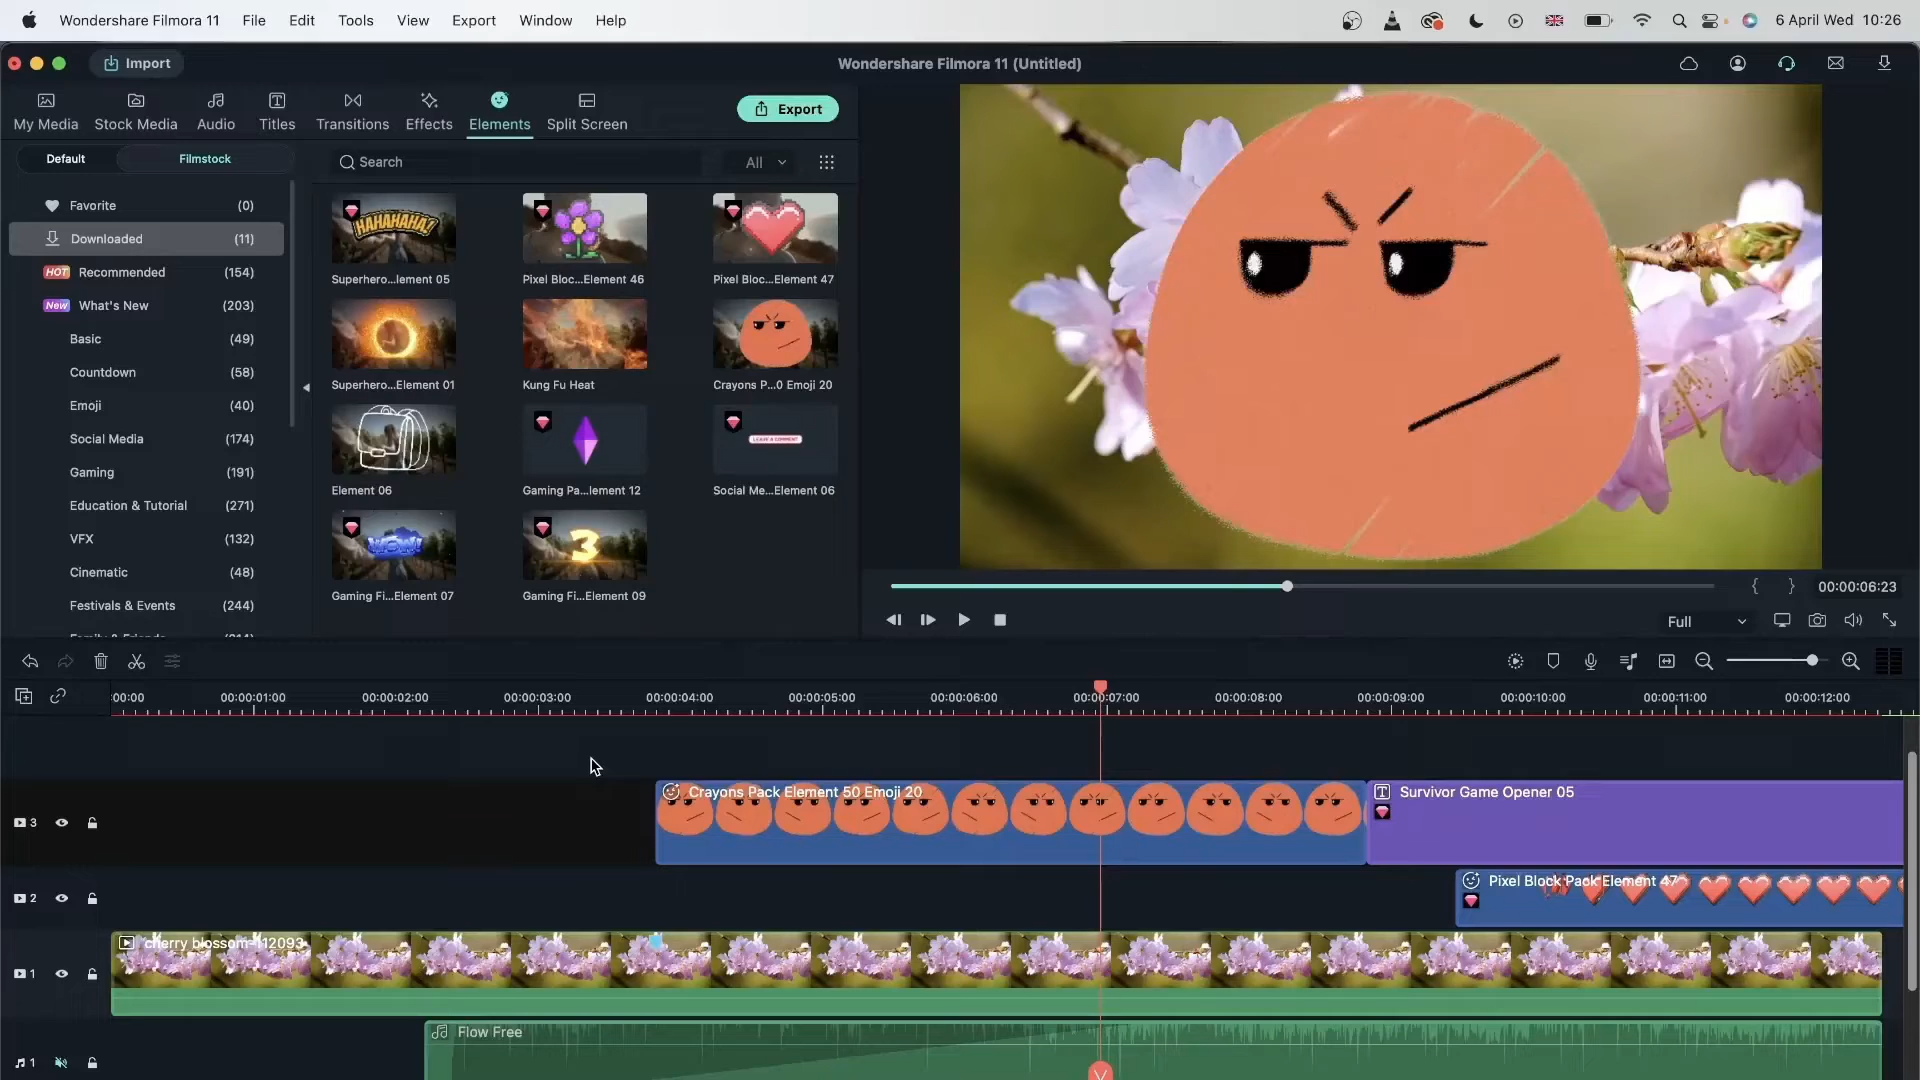 Wondershare Filmora 11 File Edit Tools View Export Window Help 6 April Wed 10:26
Import Wondershare Filmora 11 (Untitled)
My Media Stock Media Audio Titles Transitions Effects Elements Split Screen Export
Default Filmstock Search All
Favorite (0)
Downloaded (11)
HOT Recommended (154)
New What's New (203)
Basic (49)
Countdown (58)
Emoji (40)
Social Media (174)
Gaming (191)
Education & Tutorial (271)
VFX (132)
Cinematic (48)
Festivals & Events (244)
HAHAHAHA!
Superhero...lement 05 Pixel Bloc...Element 46 Pixel Bloc...Element 47
Superhero...Element 01 Kung Fu Heat Crayons P...0 Emoji 20
LEAVE A COMMENT
Element 06 Gaming Pa...lement 12 Social Me...Element 06
WOW! 3
Gaming Fi...Element 07 Gaming Fi...Element 09
{ } 00:00:06:23
Full
:00:00 00:00:01:00 00:00:02:00 00:00:03:00 00:00:04:00 00:00:05:00 00:00:06:00 00:00:07:00 00:00:08:00 00:00:09:00 00:00:10:00 00:00:11:00 00:00:12:00
Crayons Pack Element 50 Emoji 20 Survivor Game Opener 05
3
Pixel Block Pack Element 47
2
cherry blossom-112093
1
Flow Free
1